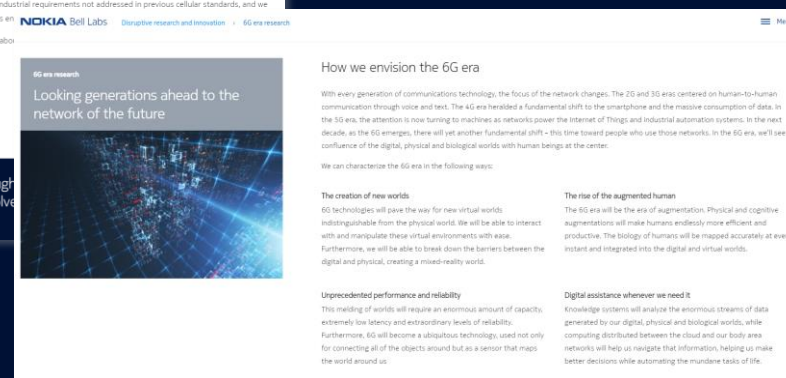 industrial requirements not addressed in previous cellular standards, and we
s en
abo
NOKIA Bell Labs
Disruptive research and innovation › 6G era research
Me
6G era research
Looking generations ahead to the
network of the future
ugh
lve
How we envision the 6G era
With every generation of communications technology, the focus of the network changes. The 2G and 3G eras centered on human-to-human
communication through voice and text. The 4G era heralded a fundamental shift to the smartphone and the massive consumption of data. In
the 5G era, the attention is now turning to machines as networks power the Internet of Things and industrial automation systems. In the next
decade, as the 6G emerges, there will yet another fundamental shift – this time toward people who use those networks. In the 6G era, we'll see
confluence of the digital, physical and biological worlds with human beings at the center.
We can characterize the 6G era in the following ways:
The creation of new worlds
6G technologies will pave the way for new virtual worlds
indistinguishable from the physical world. We will be able to interact
with and manipulate these virtual environments with ease.
Furthermore, we will be able to break down the barriers between the
digital and physical, creating a mixed-reality world.
The rise of the augmented human
The 6G era will be the era of augmentation. Physical and cognitive
augmentations will make humans endlessly more efficient and
productive. The biology of humans will be mapped accurately at eve
instant and integrated into the digital and virtual worlds.
Unprecedented performance and reliability
This melding of worlds will require an enormous amount of capacity,
extremely low latency and extraordinary levels of reliability.
Furthermore, 6G will become a ubiquitous technology, used not only
for connecting all of the objects around but as a sensor that maps
the world around us
Digital assistance whenever we need it
Knowledge systems will analyze the enormous streams of data
generated by our digital, physical and biological worlds, while
computing distributed between the cloud and our body area
networks will help us navigate that information, helping us make
better decisions while automating the mundane tasks of life.